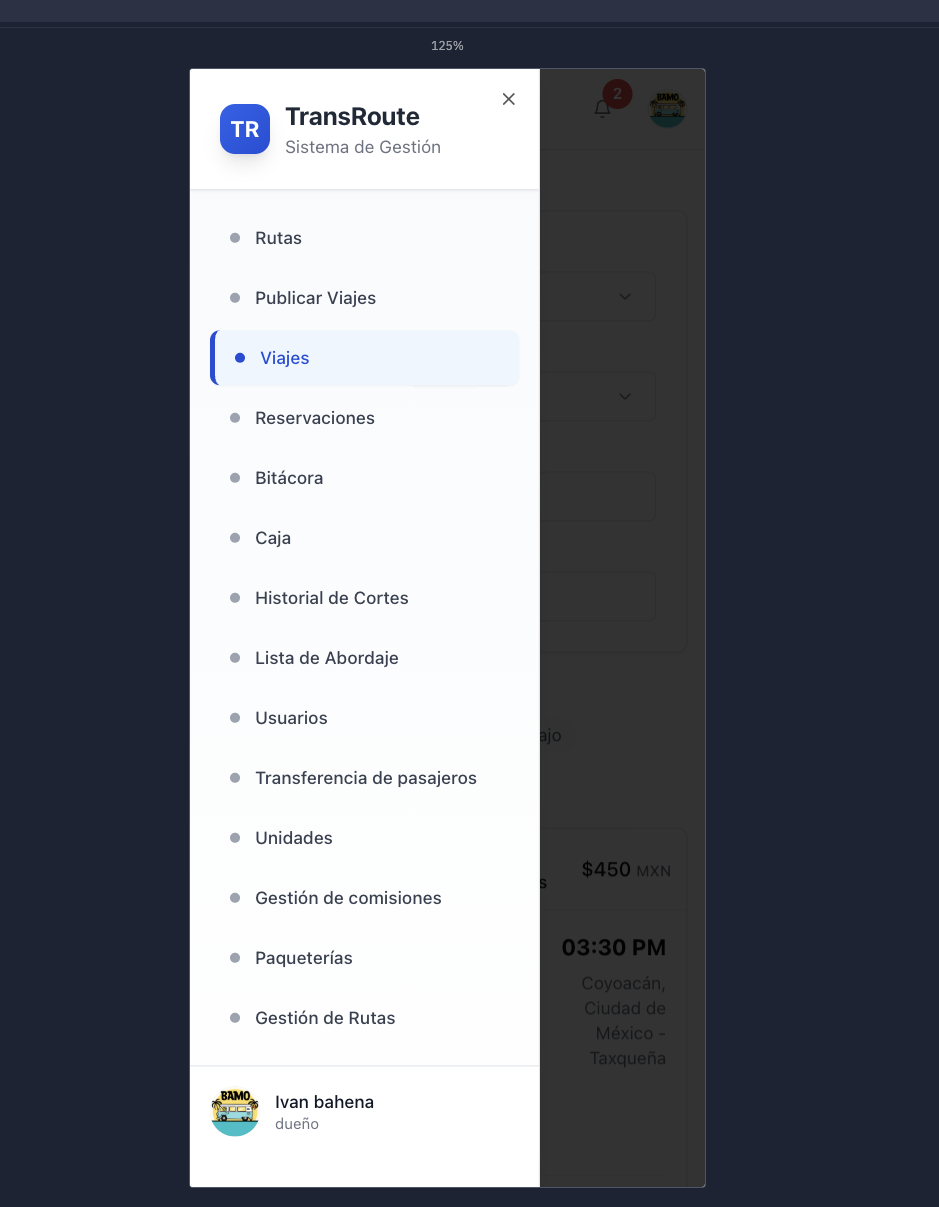 125%
TR
TransRoute
Sistema de Gestión
2
BAMO
Rutas
Publicar Viajes
Viajes
Reservaciones
Bitácora
Caja
Historial de Cortes
Lista de Abordaje
Usuarios
ajo
Transferencia de pasajeros
Unidades
$450 MXN
s
Gestión de comisiones
03:30 PM
Paqueterías
Coyoacán,
Ciudad de
México -
Taxqueña
Gestión de Rutas
BAMO
Ivan bahena
dueño